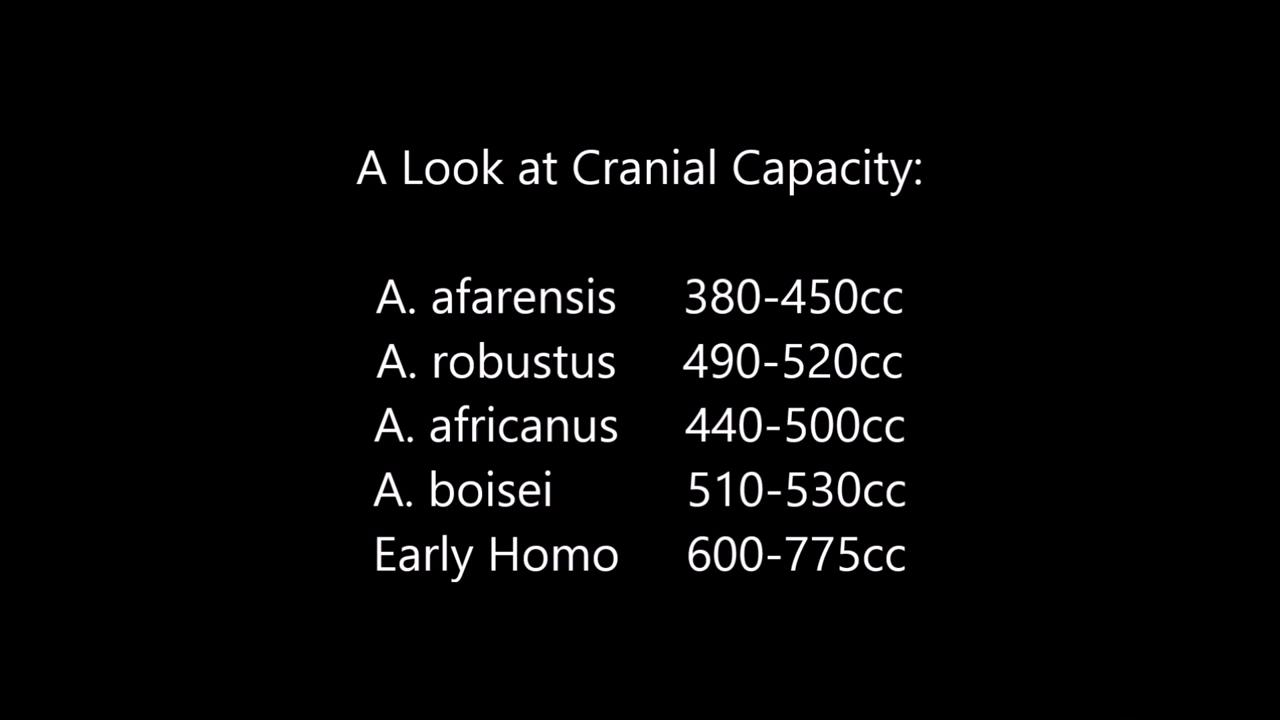 A Look at Cranial Capacity:
A. afarensis 380-450cc
A. robustus 490-520cc
A. africanus 440-500cc
A. boisei 510-530cc
Early Homo 600-775cc